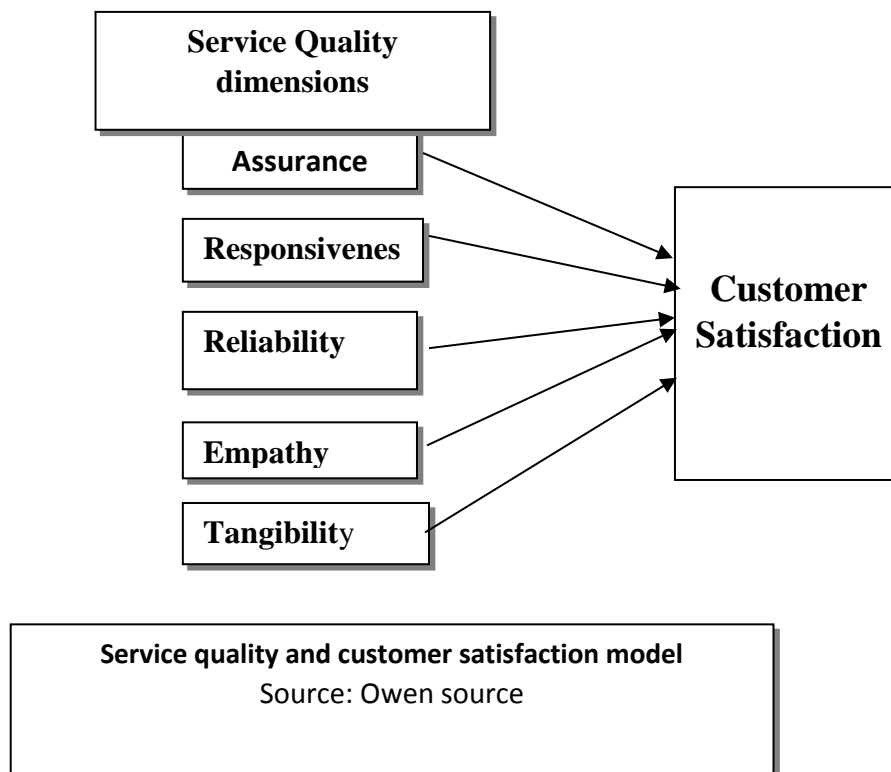 Service Quality
dimensions
Assurance
Responsivenes
Reliability
Empathy
Tangibility
Customer
Satisfaction
Service quality and customer satisfaction model
Source: Owen source